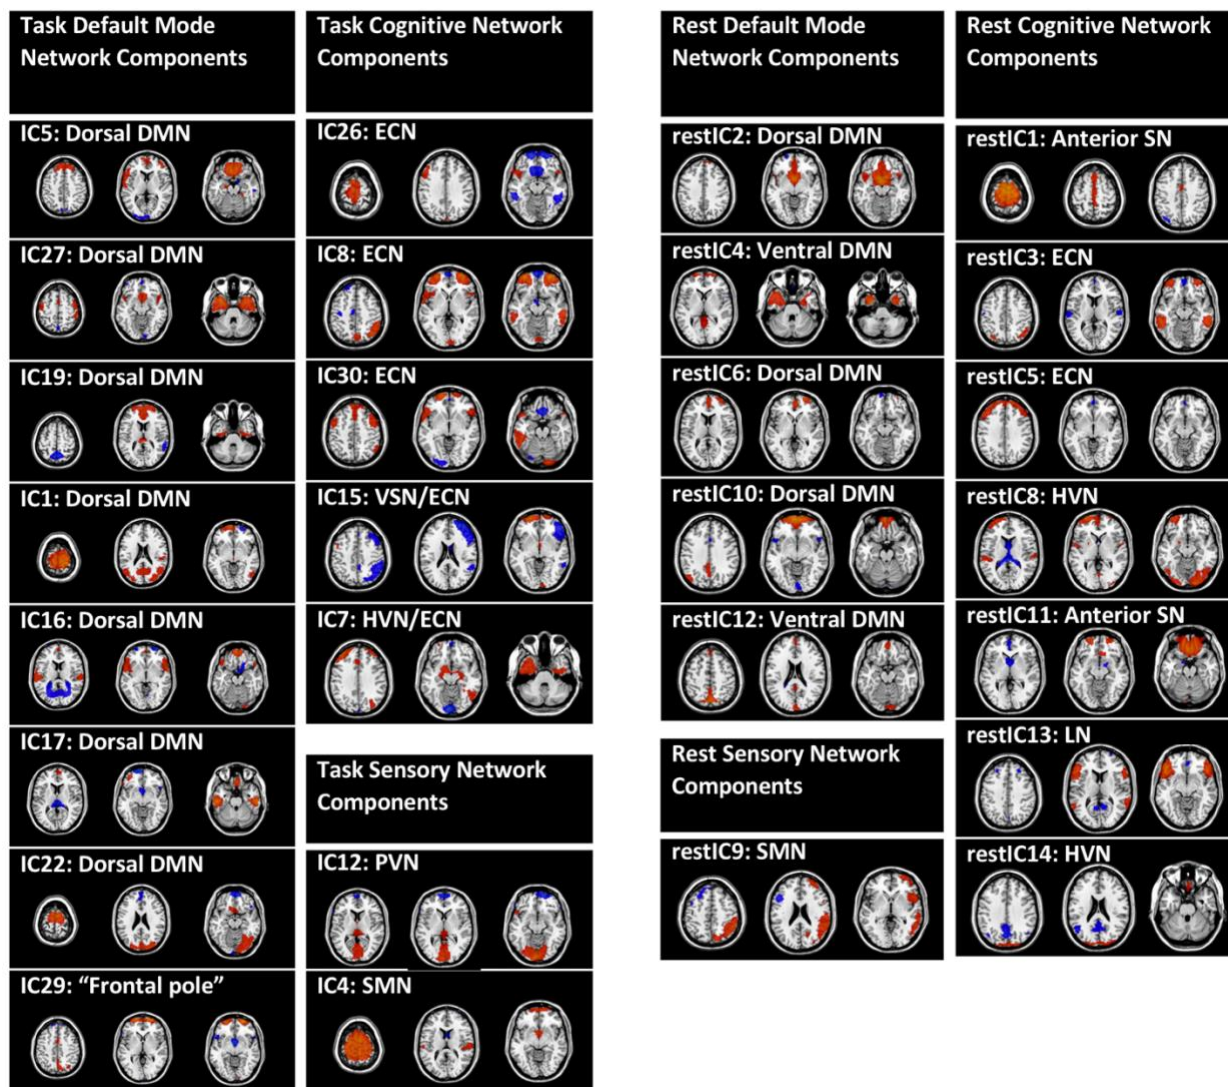 Task Default Mode
Network Components
IC5: Dorsal DMN
IC27: Dorsal DMN
IC19: Dorsal DMN
IC1: Dorsal DMN
IC16: Dorsal DMN
IC17: Dorsal DMN
IC22: Dorsal DMN
IC29: “Frontal pole”
Task Cognitive Network
Components
IC26: ECN
IC8: ECN
IC30: ECN
IC15: VSN/ECN
IC7: HVN/ECN
Task Sensory Network
Components
IC12: PVN
IC4: SMN
Rest Default Mode
Network Components
restIC2: Dorsal DMN
restIC4: Ventral DMN
restIC6: Dorsal DMN
restIC10: Dorsal DMN
restIC12: Ventral DMN
Rest Sensory Network
Components
restIC9: SMN
Rest Cognitive Network
Components
restIC1: Anterior SN
restIC3: ECN
restIC5: ECN
restIC8: HVN
restIC11: Anterior SN
restIC13: LN
restIC14: HVN